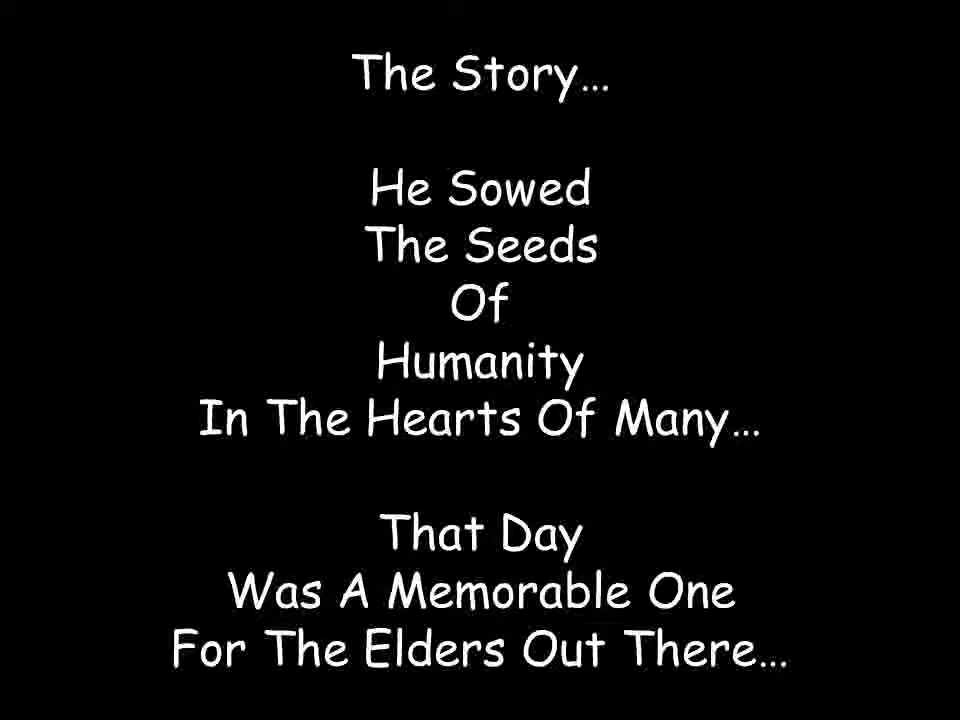 The Story…
He Sowed
The Seeds
Of
Humanity
In The Hearts Of Many…
That Day
Was A Memorable One
For The Elders Out There…